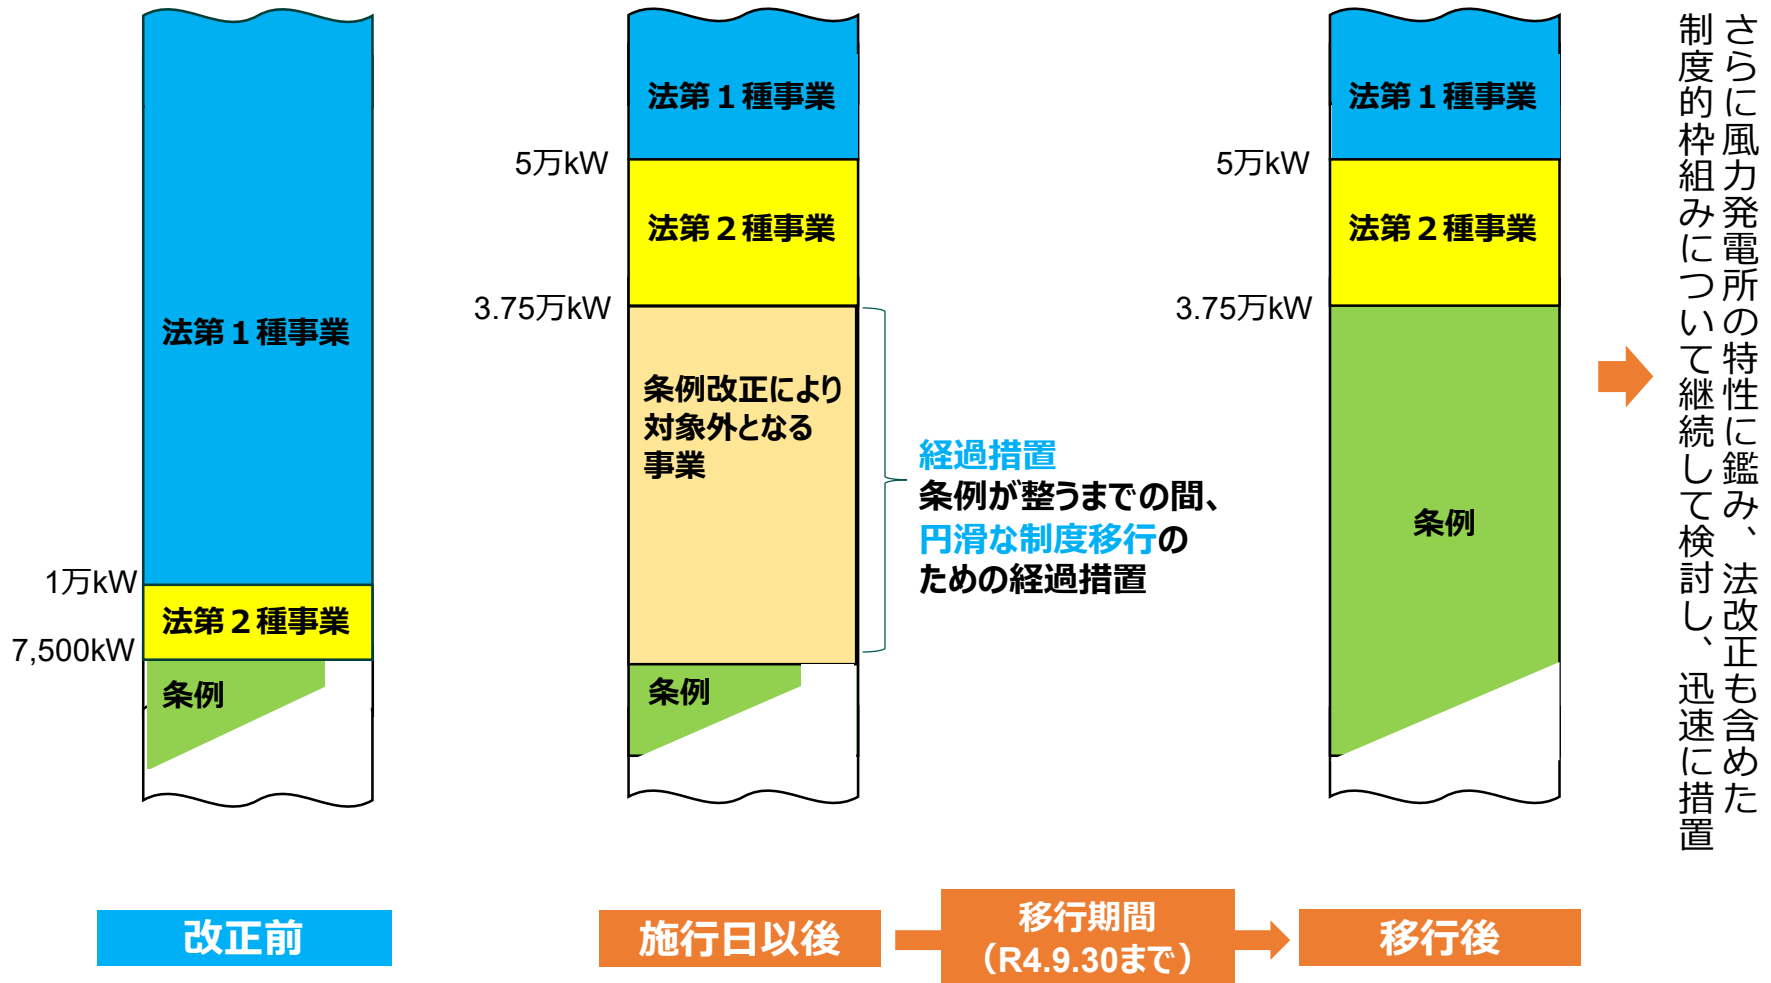 法第１種事業
1万kW
法第２種事業
7,500kW
条例
改正前
法第１種事業
5万kW
法第２種事業
3.75万kW
条例改正により
対象外となる
事業
条例
経過措置
条例が整うまでの間、
円滑な制度移行の
ための経過措置
施行日以後
移行期間
（R4.9.30まで）
法第１種事業
5万kW
法第２種事業
3.75万kW
条例
移行後
さらに風力発電所の特性に鑑み、法改正も含めた
制度的枠組みについて継続して検討し、迅速に措置